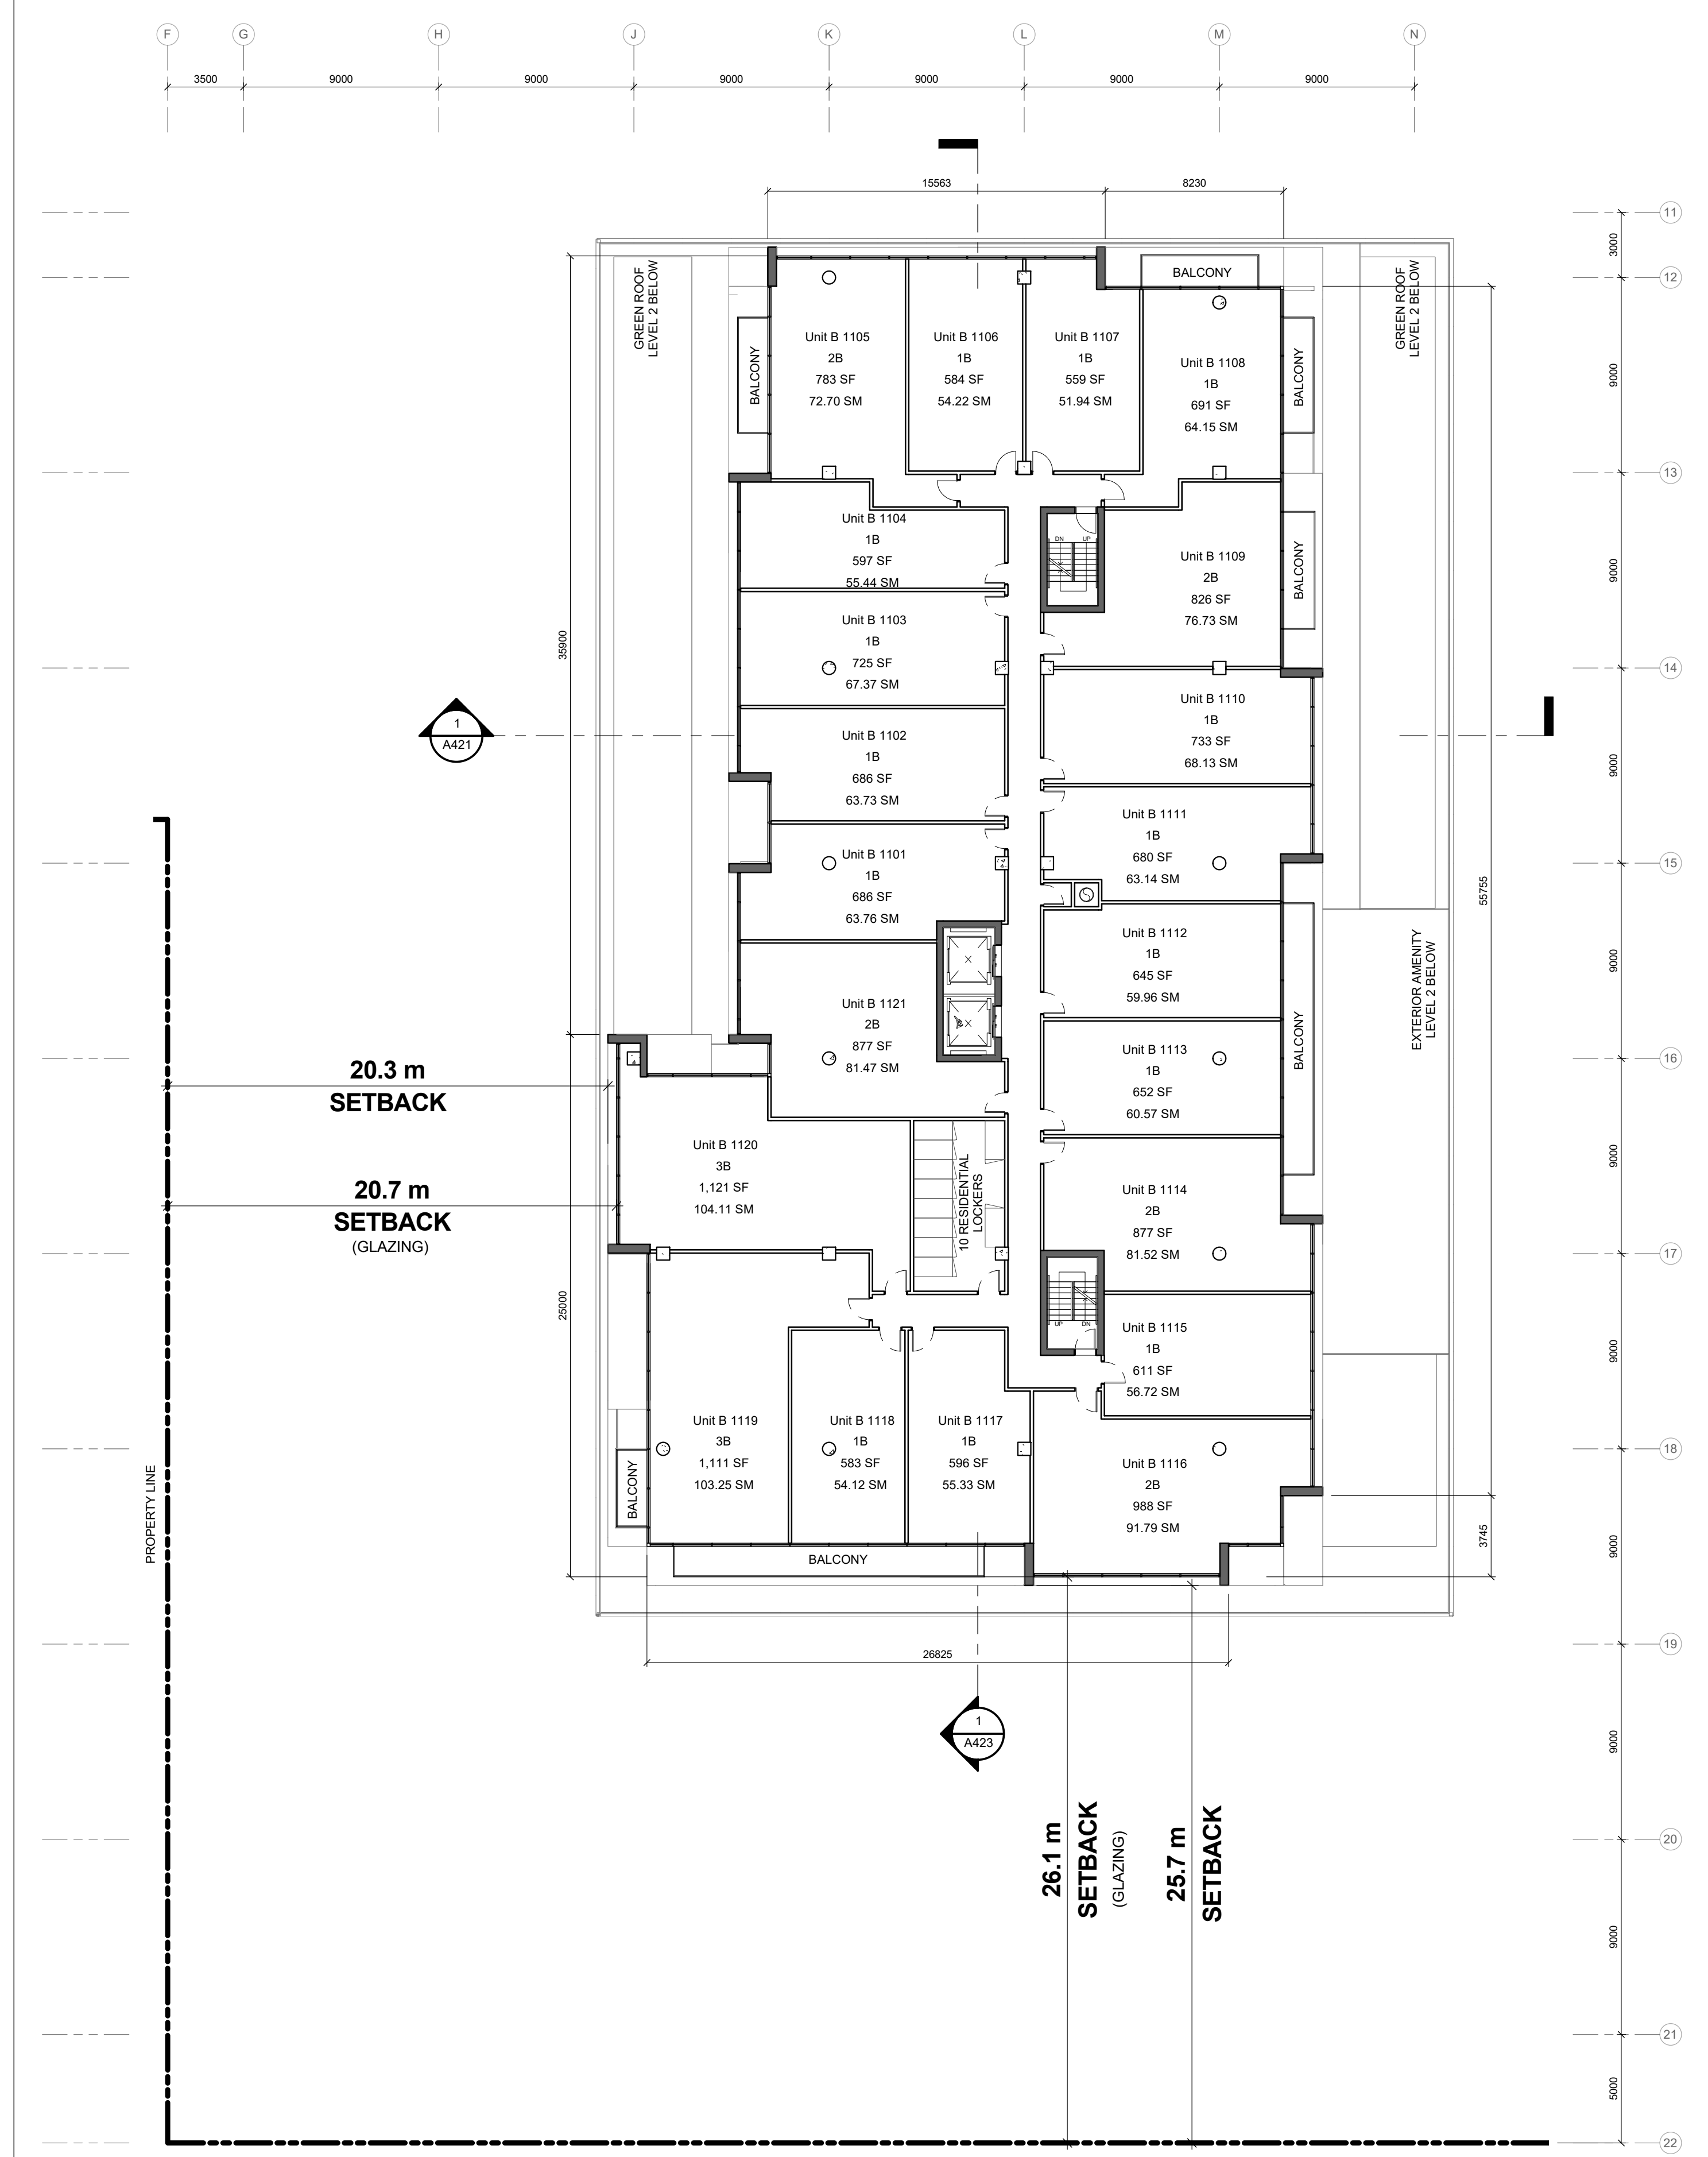 F
G
H
J
K
L
M
N
3500
9000
9000
9000
9000
9000
9000
15563
8230
11
3000
12
9000
13
9000
14
9000
15
9000
16
9000
17
9000
18
9000
19
9000
20
9000
21
5000
22
GREEN ROOF
LEVEL 2 BELOW
BALCONY
GREEN ROOF
LEVEL 2 BELOW
BALCONY
Unit B 1105
2B
783 SF
72.70 SM
Unit B 1106
1B
584 SF
54.22 SM
Unit B 1107
1B
559 SF
51.94 SM
Unit B 1108
1B
691 SF
64.15 SM
BALCONY
Unit B 1104
1B
597 SF
55.44 SM
DN
UP
Unit B 1109
2B
826 SF
76.73 SM
BALCONY
35900
Unit B 1103
1B
725 SF
67.37 SM
Unit B 1110
1B
733 SF
68.13 SM
1
A421
Unit B 1102
1B
686 SF
63.73 SM
Unit B 1111
1B
680 SF
63.14 SM
Unit B 1101
1B
686 SF
63.76 SM
55755
Unit B 1112
1B
645 SF
59.96 SM
EXTERIOR AMENITY
LEVEL 2 BELOW
Unit B 1121
2B
877 SF
81.47 SM
BALCONY
Unit B 1113
1B
652 SF
60.57 SM
20.3 m
SETBACK
Unit B 1120
3B
1,121 SF
104.11 SM
10 RESIDENTIAL
LOCKERS
Unit B 1114
2B
877 SF
81.52 SM
20.7 m
SETBACK
(GLAZING)
25000
UP
DN
Unit B 1115
1B
611 SF
56.72 SM
Unit B 1119
3B
1,111 SF
103.25 SM
Unit B 1118
1B
583 SF
54.12 SM
Unit B 1117
1B
596 SF
55.33 SM
Unit B 1116
2B
988 SF
91.79 SM
BALCONY
PROPERTY LINE
BALCONY
3745
26825
1
A423
26.1 m
SETBACK
(GLAZING)
25.7 m
SETBACK